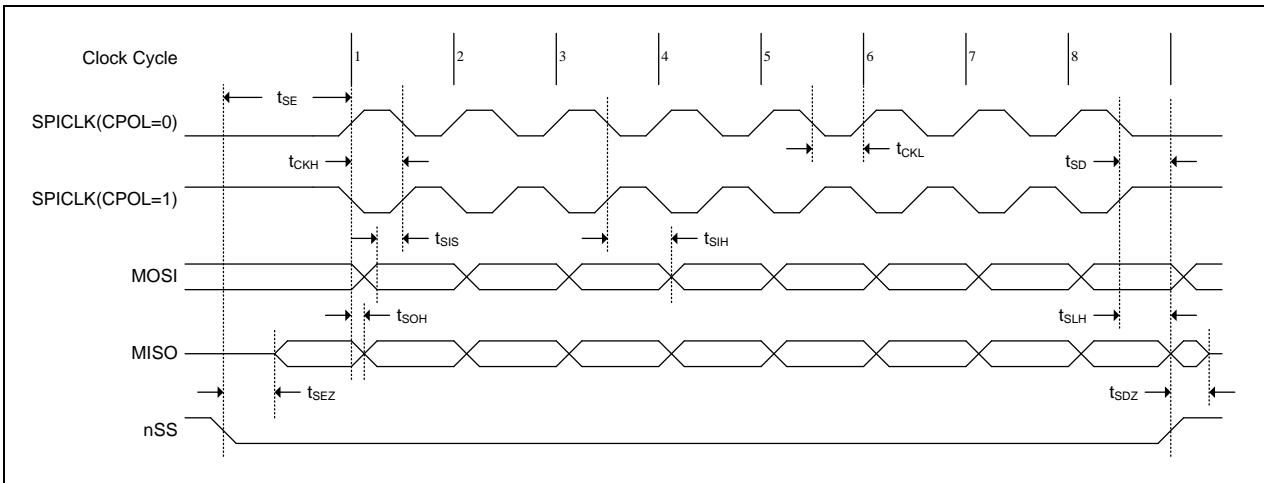 Clock Cycle 1 2 3 4 5 6 7 8
tSE
SPICLK(CPOL=0)
tCKH tCKL tSD
SPICLK(CPOL=1)
tSIS tSIH
MOSI
tSOH tSLH
MISO
tSEZ tSDZ
nSS